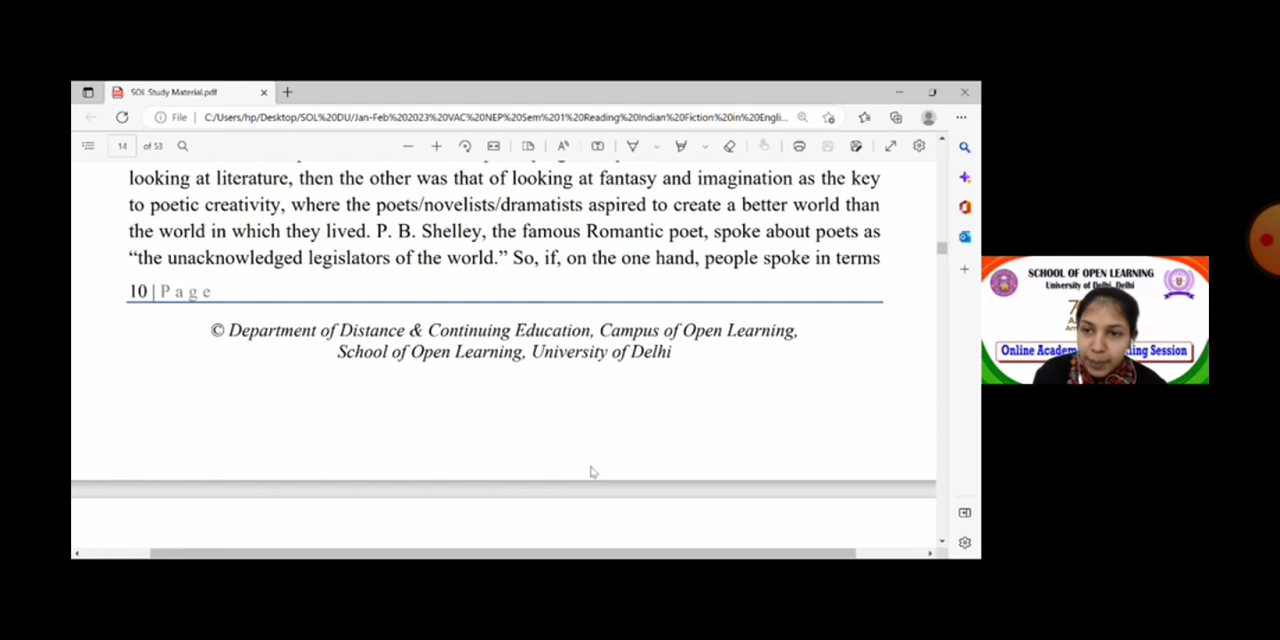 SOL Study Material.pdf
File | C:/Users/hp/Desktop/SOL%20DU/Jan-Feb%202023%20VAC%20NEP%20Sem%201%20Reading%20Indian%20Fiction%20in%20Engli...
14 of 53
looking at literature, then the other was that of looking at fantasy and imagination as the key
to poetic creativity, where the poets/novelists/dramatists aspired to create a better world than
the world in which they lived. P. B. Shelley, the famous Romantic poet, spoke about poets as
“the unacknowledged legislators of the world.” So, if, on the one hand, people spoke in terms
10 | Page
© Department of Distance & Continuing Education, Campus of Open Learning,
School of Open Learning, University of Delhi
SCHOOL OF OPEN LEARNING
University of Delhi, Delhi
Online Session